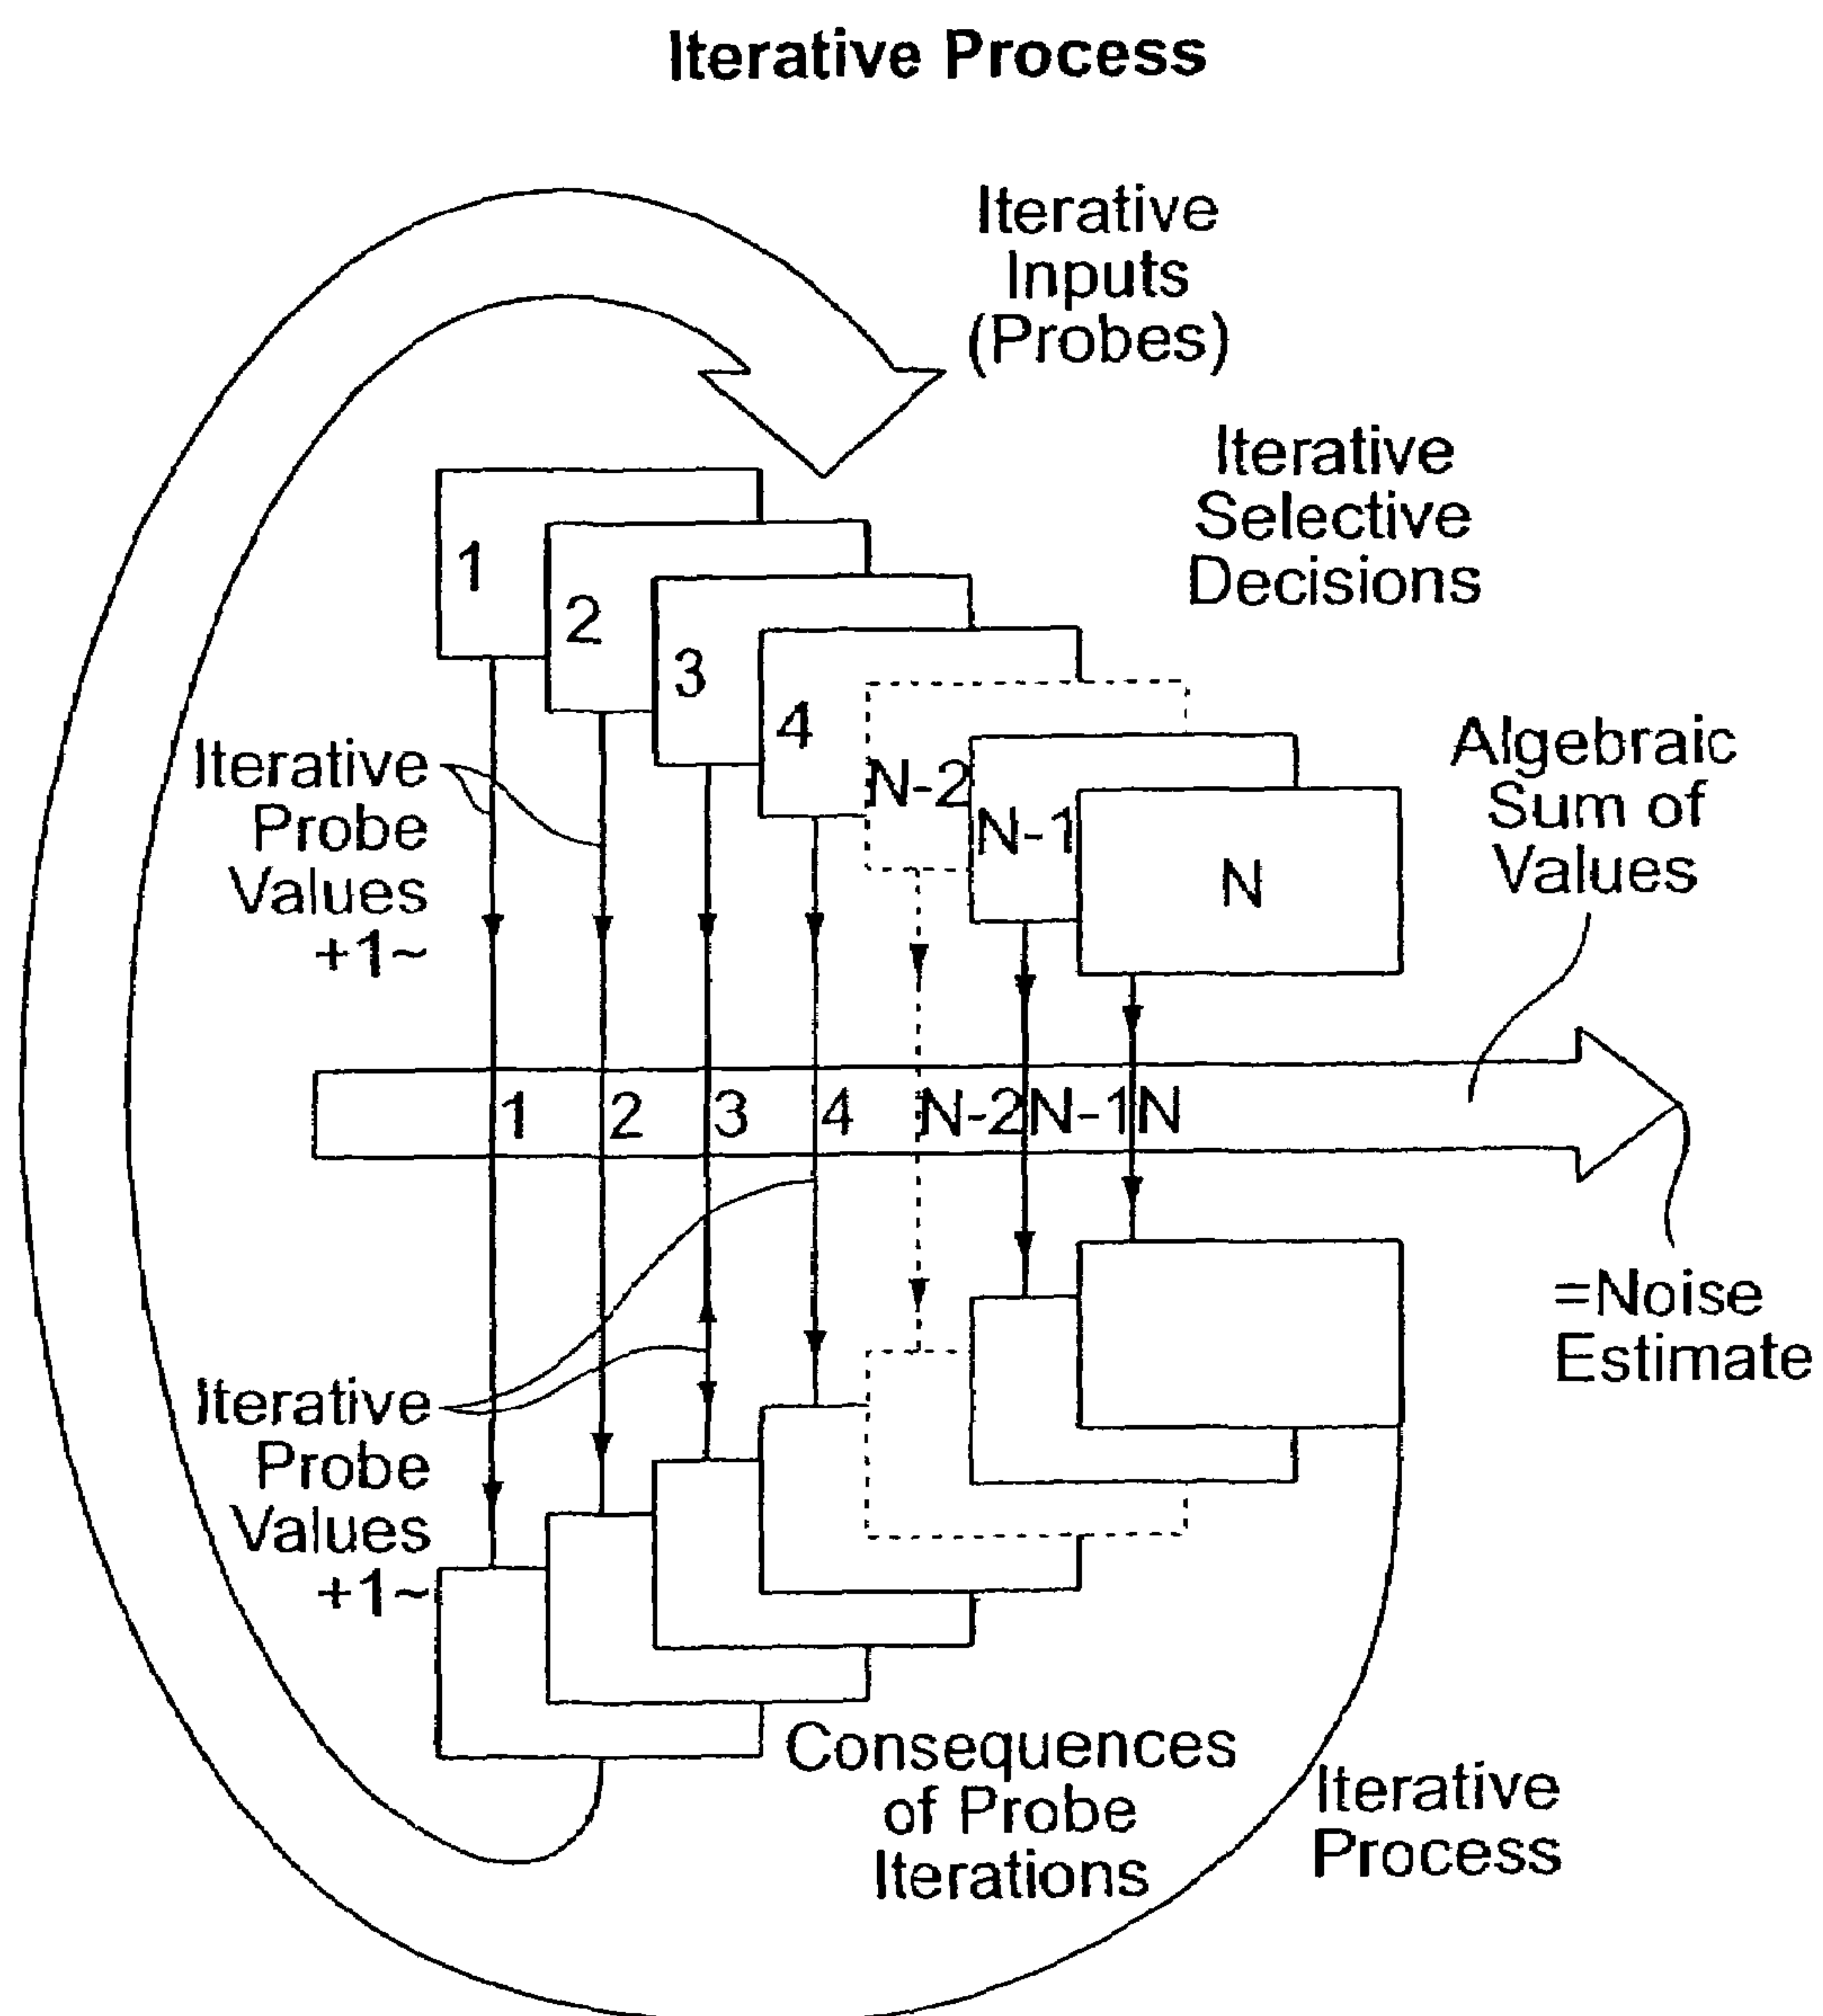 Iterative Process
Iterative
Inputs
(Probes)
Iterative
Selective
Decisions
1
2
3
4
N-2
N-1
N
Iterative
Probe
Values
+1~
Algebraic
Sum of
Values
1
2
3
4
N-2
N-1
N
=Noise
Estimate
Iterative
Probe
Values
+1~
Consequences
of Probe
Iterations
Iterative
Process